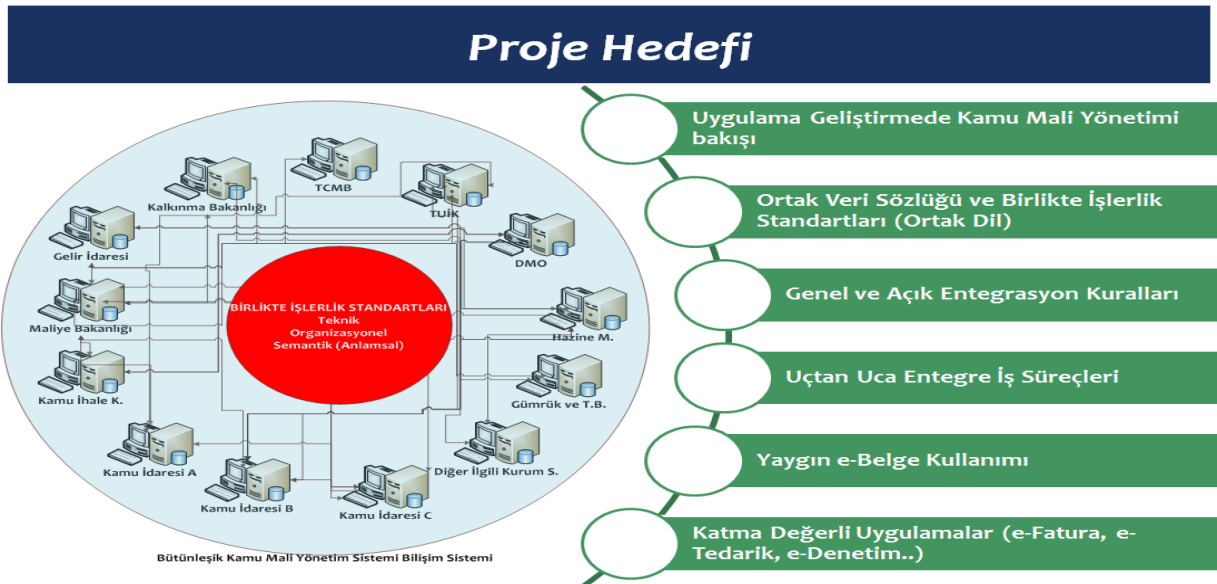 Proje Hedefi
TCMB
Kalkınma Bakanlığı
TUİK
Gelir İdaresi
DMO
BİRLİKTE İŞLERLİK STANDARTLARI
Teknik
Organizasyonel
Semantik (Anlamsal)
Maliye Bakanlığı
Hazine M.
Kamu İhale K.
Gümrük ve T.B.
Kamu İdaresi A
Diğer İlgili Kurum S.
Kamu İdaresi B
Kamu İdaresi C
Bütünleşik Kamu Mali Yönetim Sistemi Bilişim Sistemi
Uygulama Geliştirmede Kamu Mali Yönetimi
bakışı
Ortak Veri Sözlüğü ve Birlikte İşlerlik
Standartları (Ortak Dil)
Genel ve Açık Entegrasyon Kuralları
Uçtan Uca Entegre İş Süreçleri
Yaygın e-Belge Kullanımı
Katma Değerli Uygulamalar (e-Fatura, e-
Tedarik, e-Denetim..)